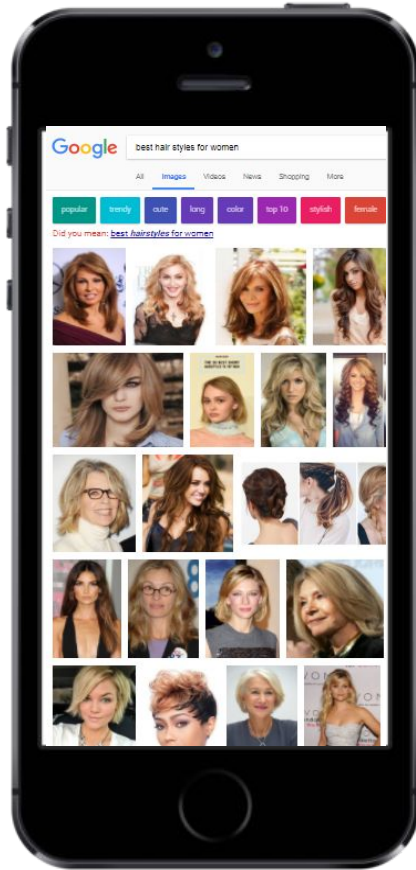 Google best hair styles for women
All Images Videos News Shopping More
popular trendy cute long color top 10 stylish female
Did you mean: best hairstyles for women